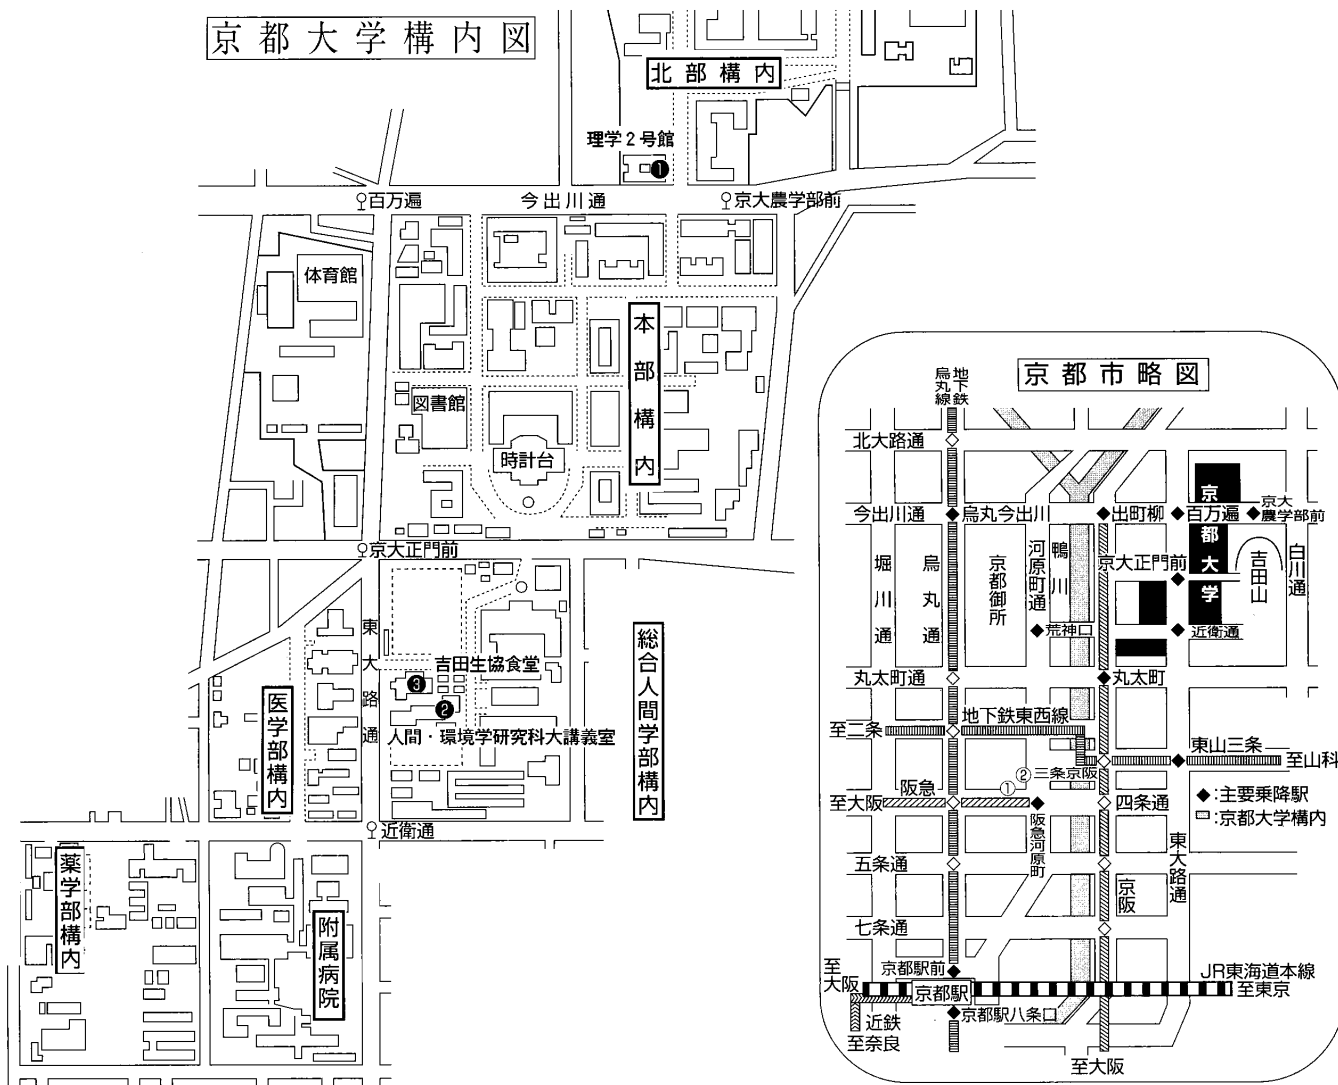 京都大学構内図
北部構内
理学2号館
❶
百万遍
今出川通
京大農学部前
体育館
本部構内
図書館
時計台
京大正門前
東大路通
吉田生協食堂
❸
❷
人間・環境学研究科大講義室
総合人間学部構内
医学部構内
近衛通
薬学部構内
附属病院
京都市略図
地下鉄
烏丸線
北大路通
今出川通
烏丸今出川
出町柳
百万遍
京大
農学部前
京都大学
堀川通
烏丸通
京都御所
河原町通
鴨川
京大正門前
吉田山
白川通
荒神口
近衛通
丸太町通
丸太町
地下鉄東西線
至二条
東山三条
至山科
三条京阪
②
①
阪急
至大阪
阪急河原町
四条通
◆:主要乗降駅
:京都大学構内
五条通
京阪
東大路通
七条通
京都駅前
至
大阪
京都駅
JR東海道本線
至東京
近鉄
至奈良
京都駅八条口
至大阪